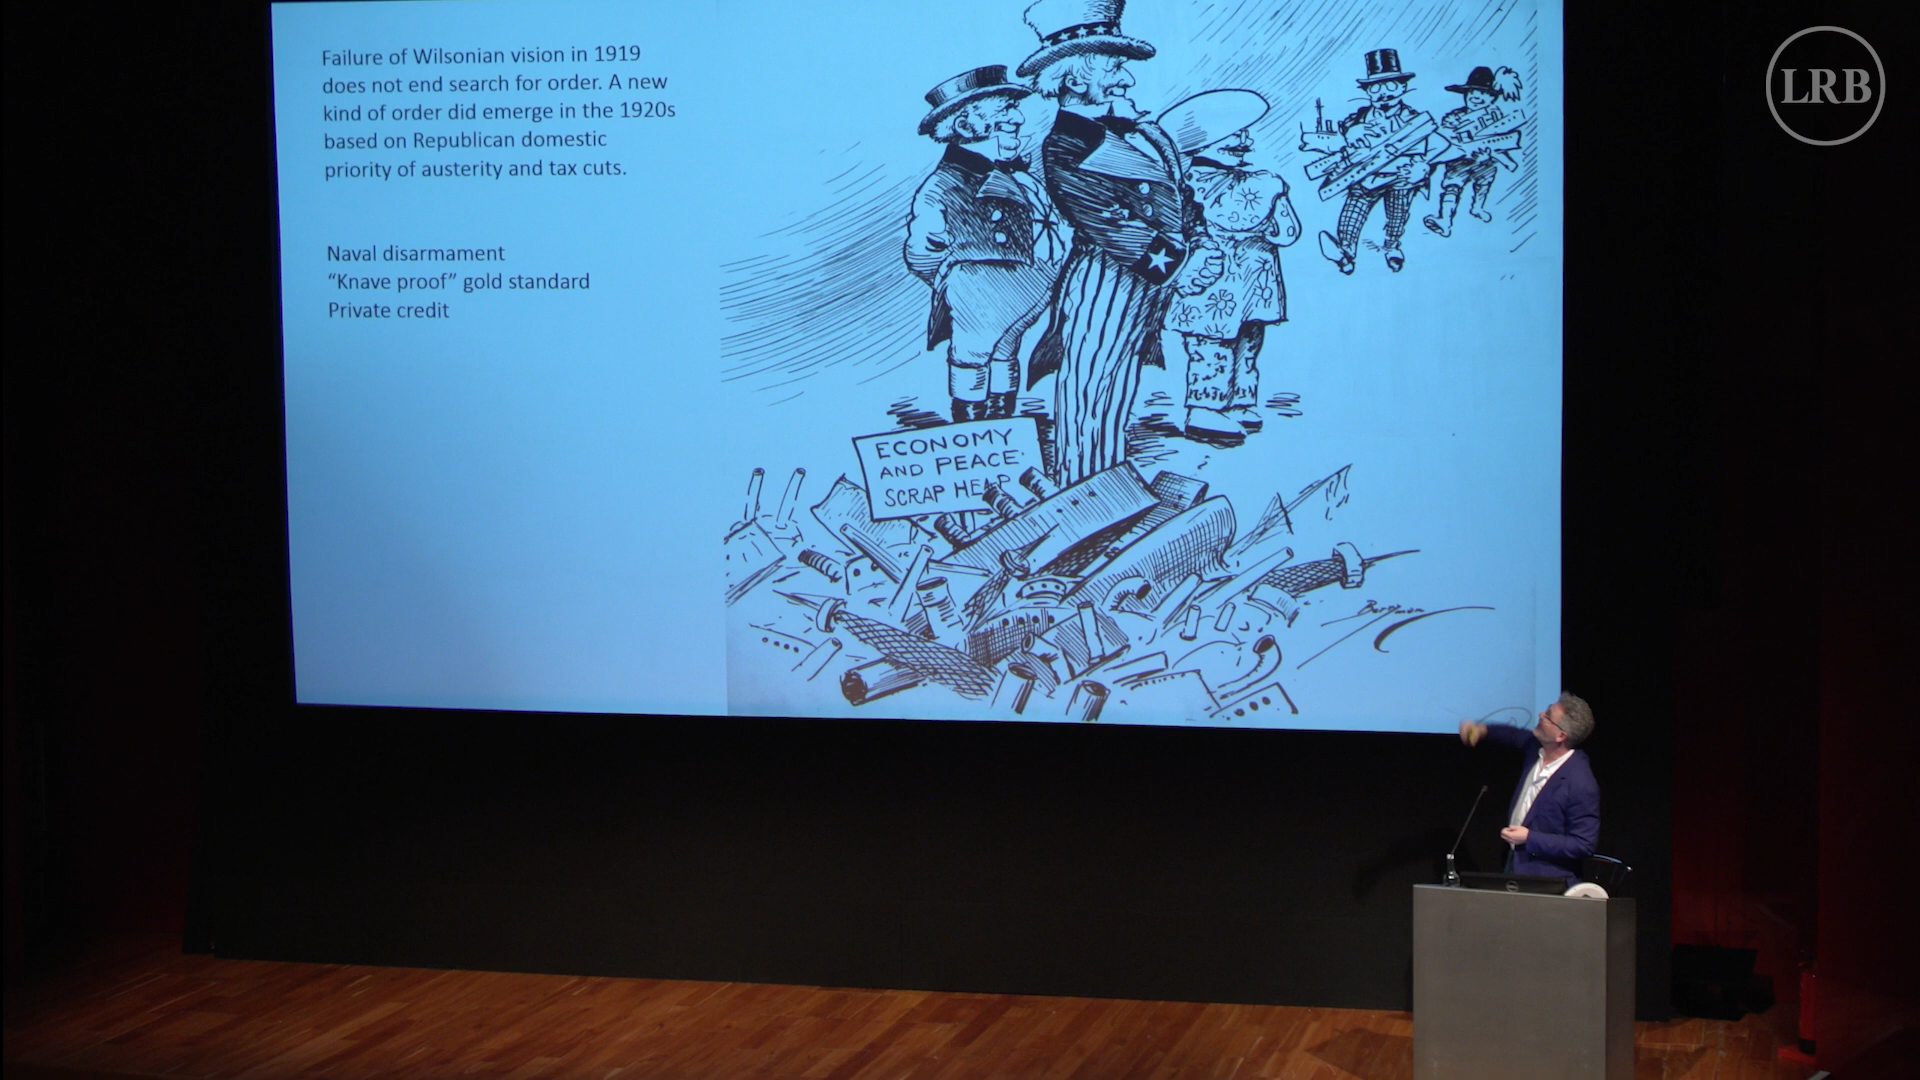 Failure of Wilsonian vision in 1919
does not end search for order. A new
kind of order did emerge in the 1920s
based on Republican domestic
priority of austerity and tax cuts.
Naval disarmament
“Knave proof” gold standard
Private credit
ECONOMY
AND PEACE
SCRAP HEAP
LRB